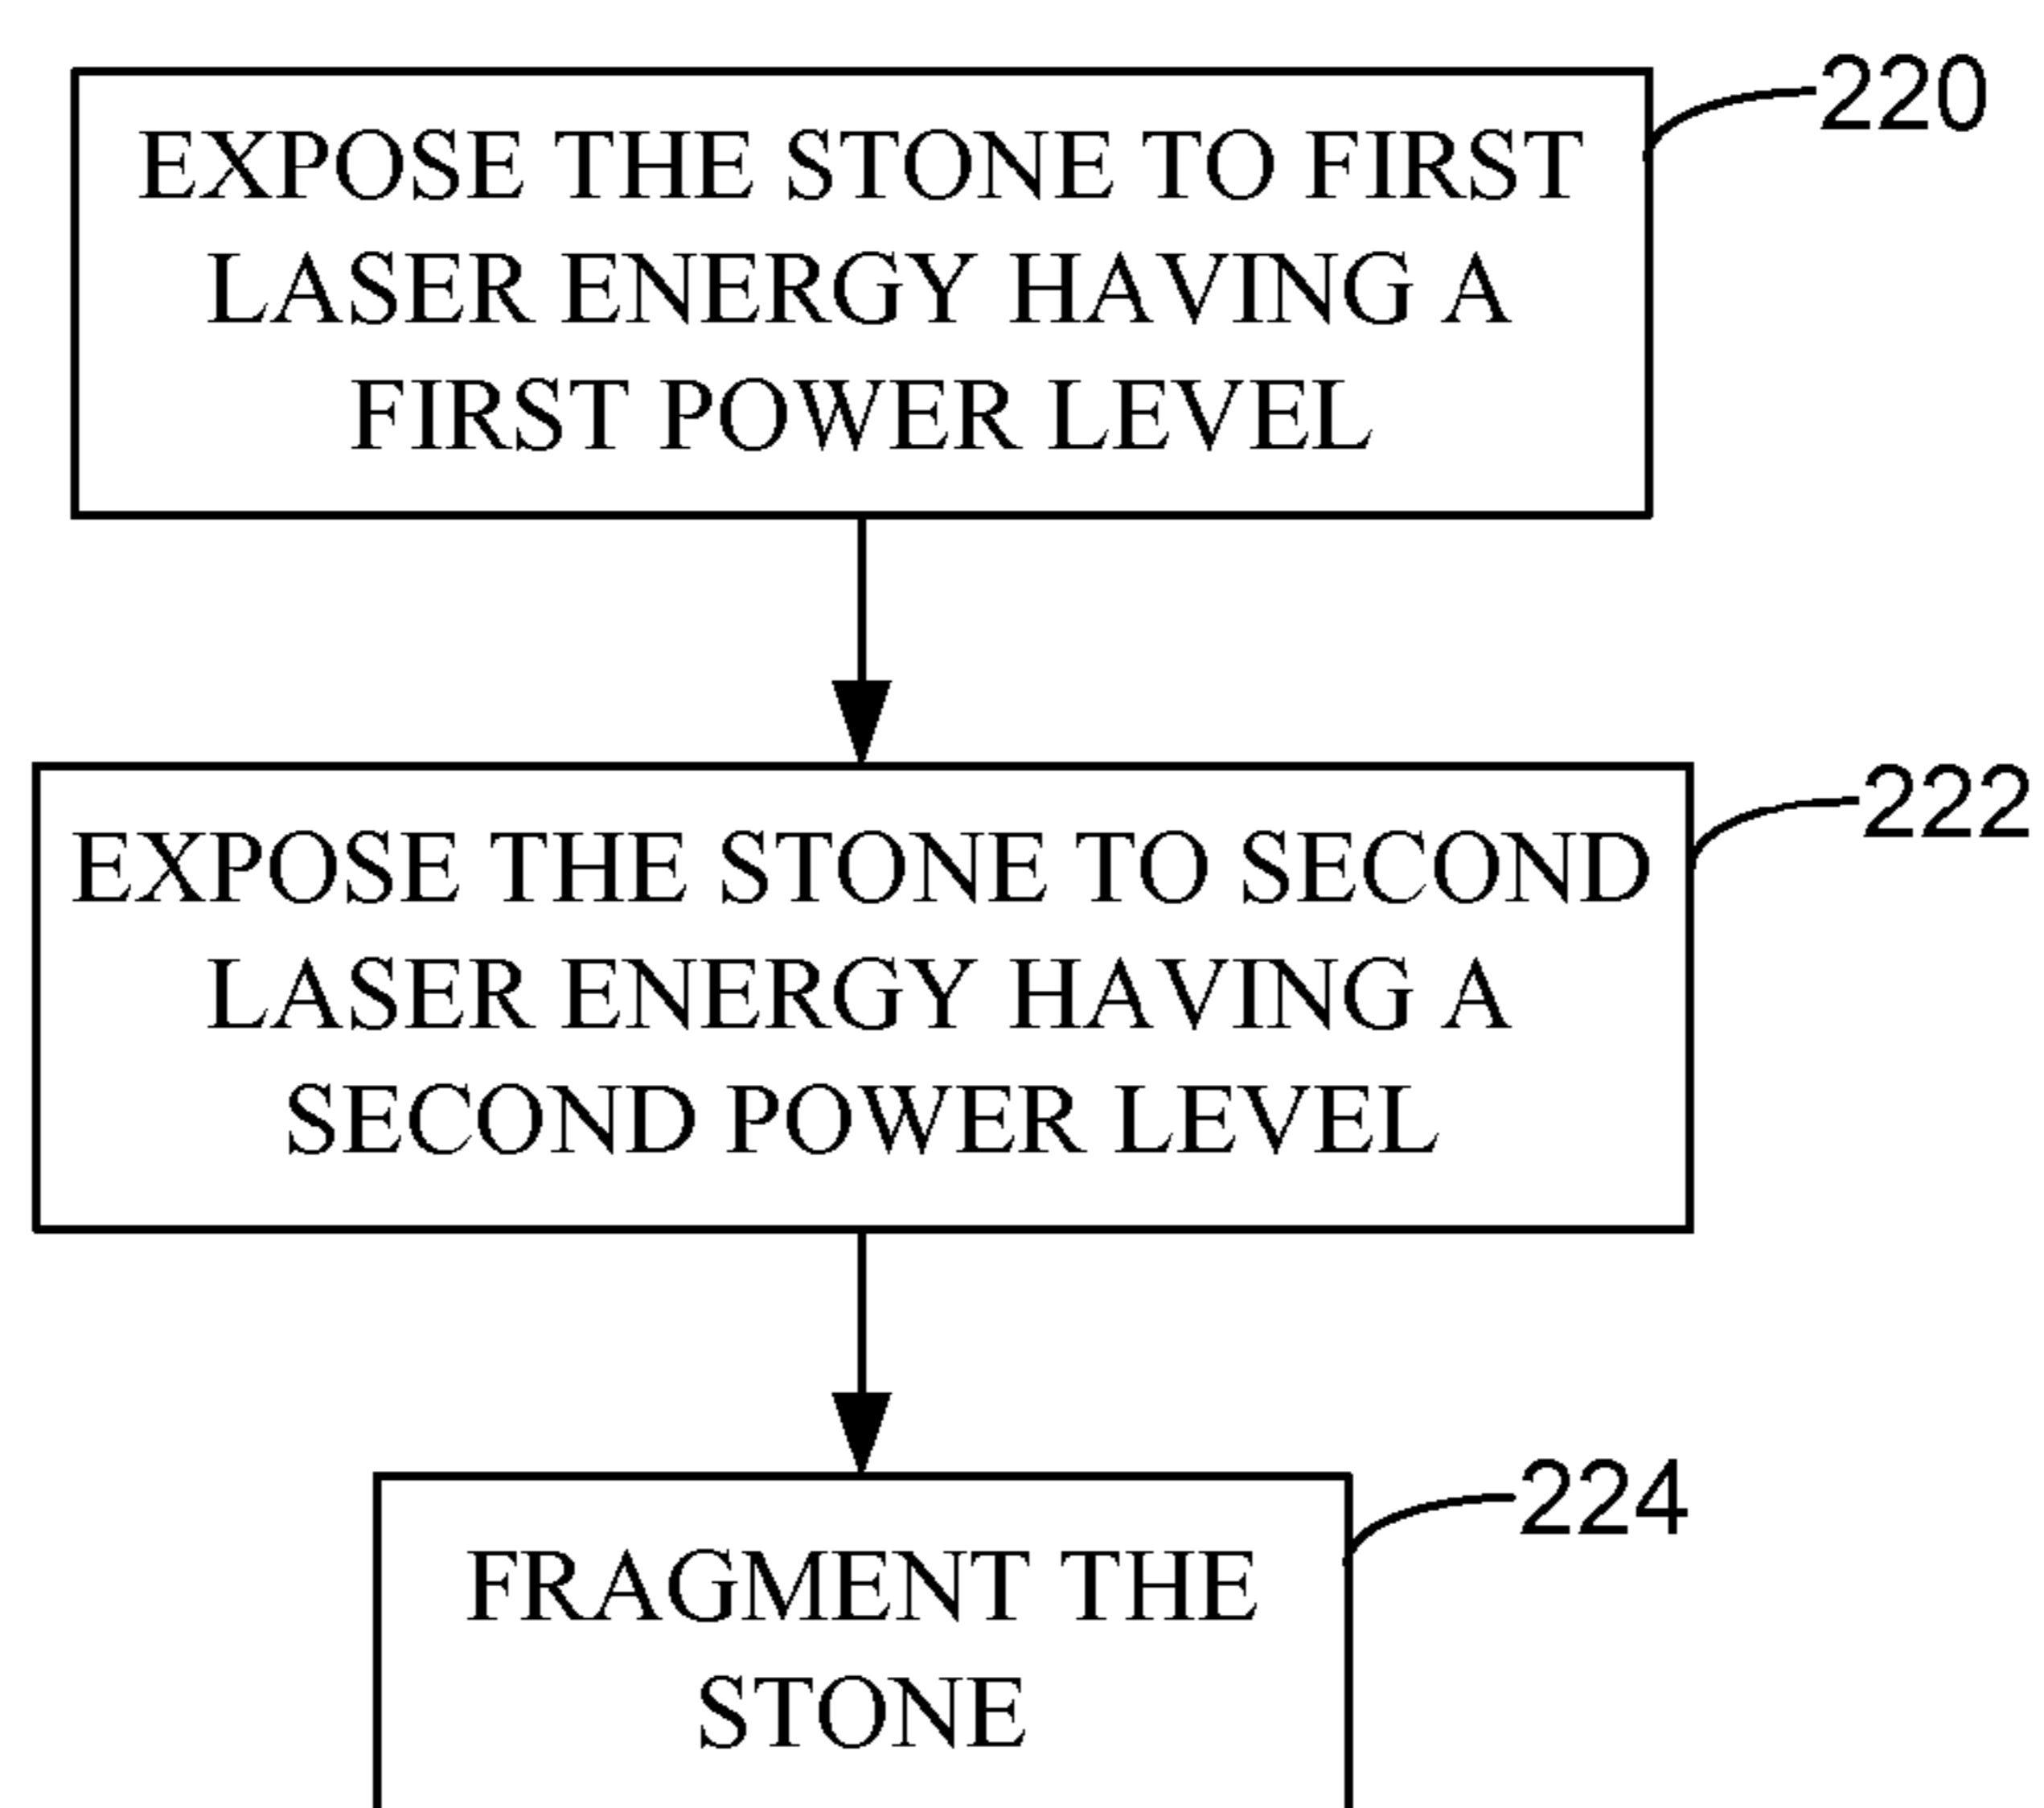 220
EXPOSE THE STONE TO FIRST
LASER ENERGY HAVING A
FIRST POWER LEVEL
222
EXPOSE THE STONE TO SECOND
LASER ENERGY HAVING A
SECOND POWER LEVEL
224
FRAGMENT THE
STONE